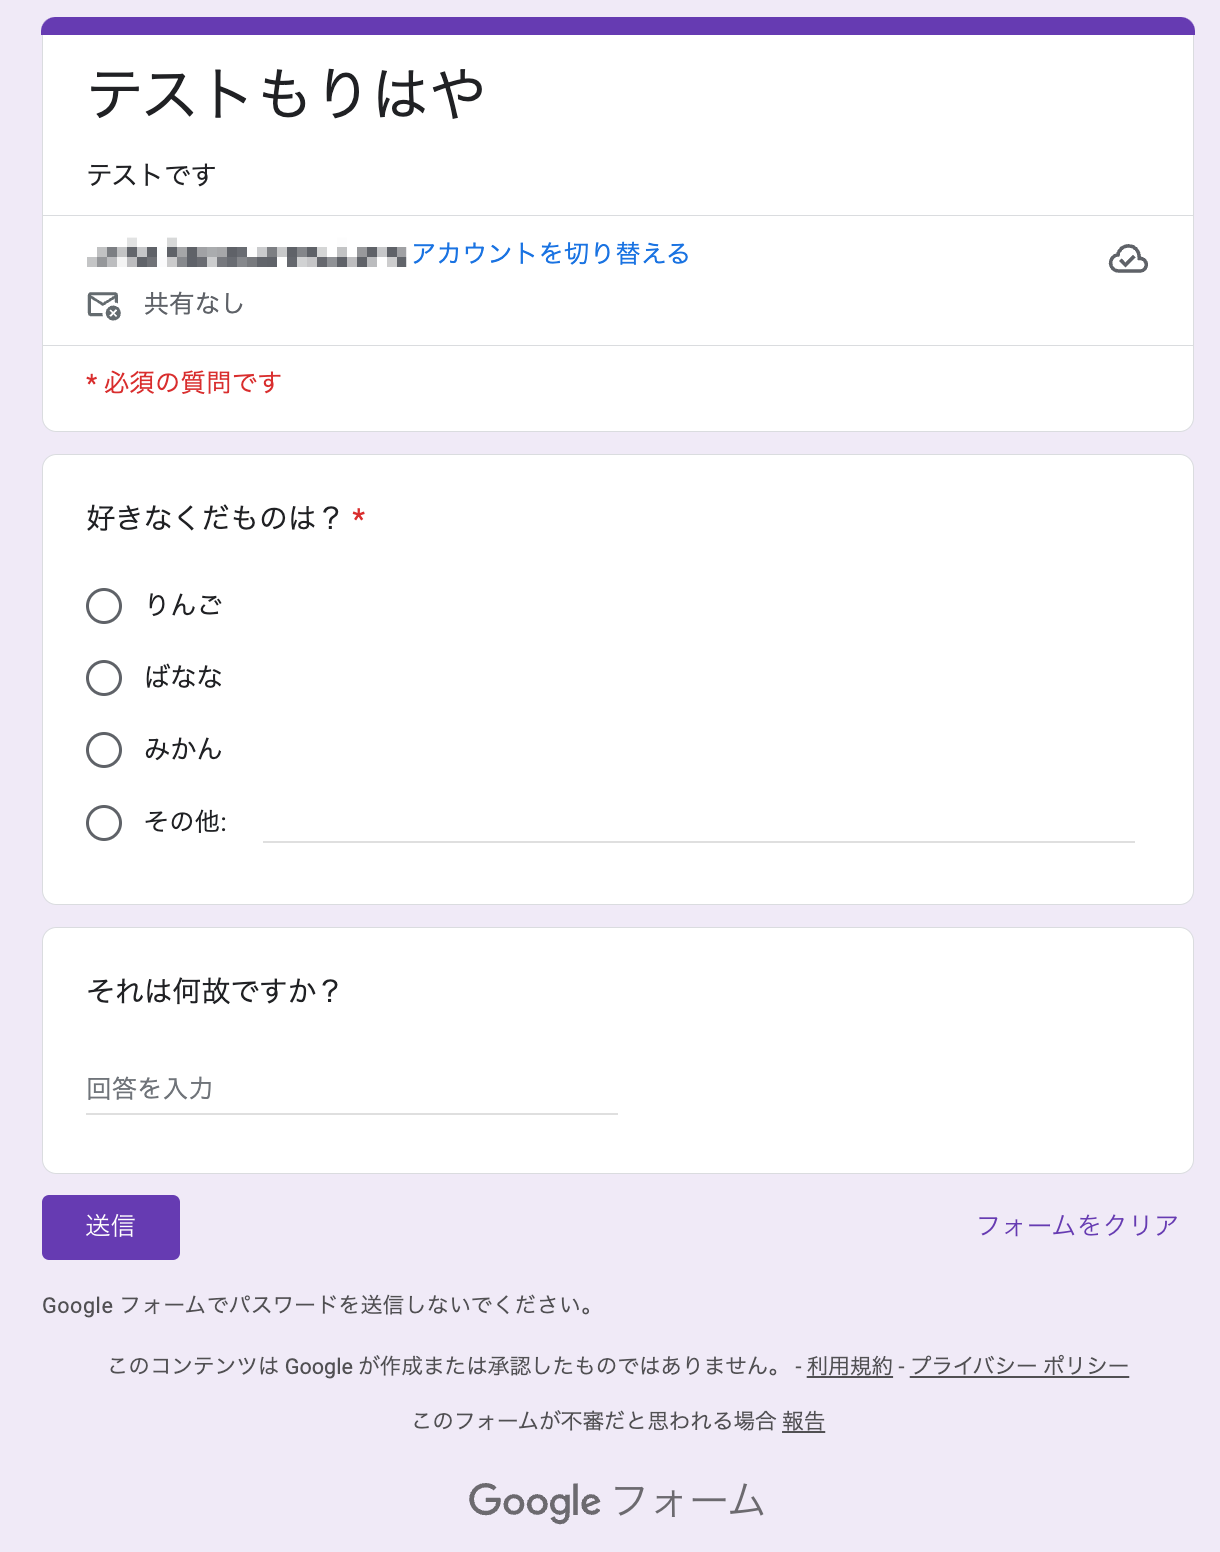 テストもりはや
テストです
アカウントを切り替える
共有なし
* 必須の質問です
好きなくだものは？ *
りんご
ばなな
みかん
その他:
それは何故ですか？
回答を入力
送信
フォームをクリア
Google フォームでパスワードを送信しないでください。
このコンテンツは Google が作成または承認したものではありません。 - 利用規約 - プライバシー ポリシー
このフォームが不審だと思われる場合 報告
Google フォーム